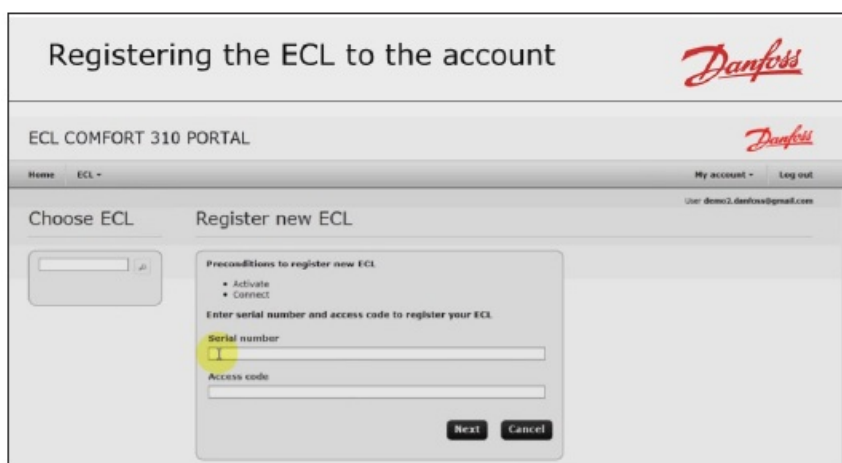 Registering the ECL to the account
Danfoss
ECL COMFORT 310 PORTAL
Danfoss
Home ECL
My account Log out
User demo2.danfoss@gmail.com
Choose ECL
Register new ECL
Preconditions to register new ECL
• Activate
• Connect
Enter serial number and access code to register your ECL
Serial number
Access code
Next Cancel